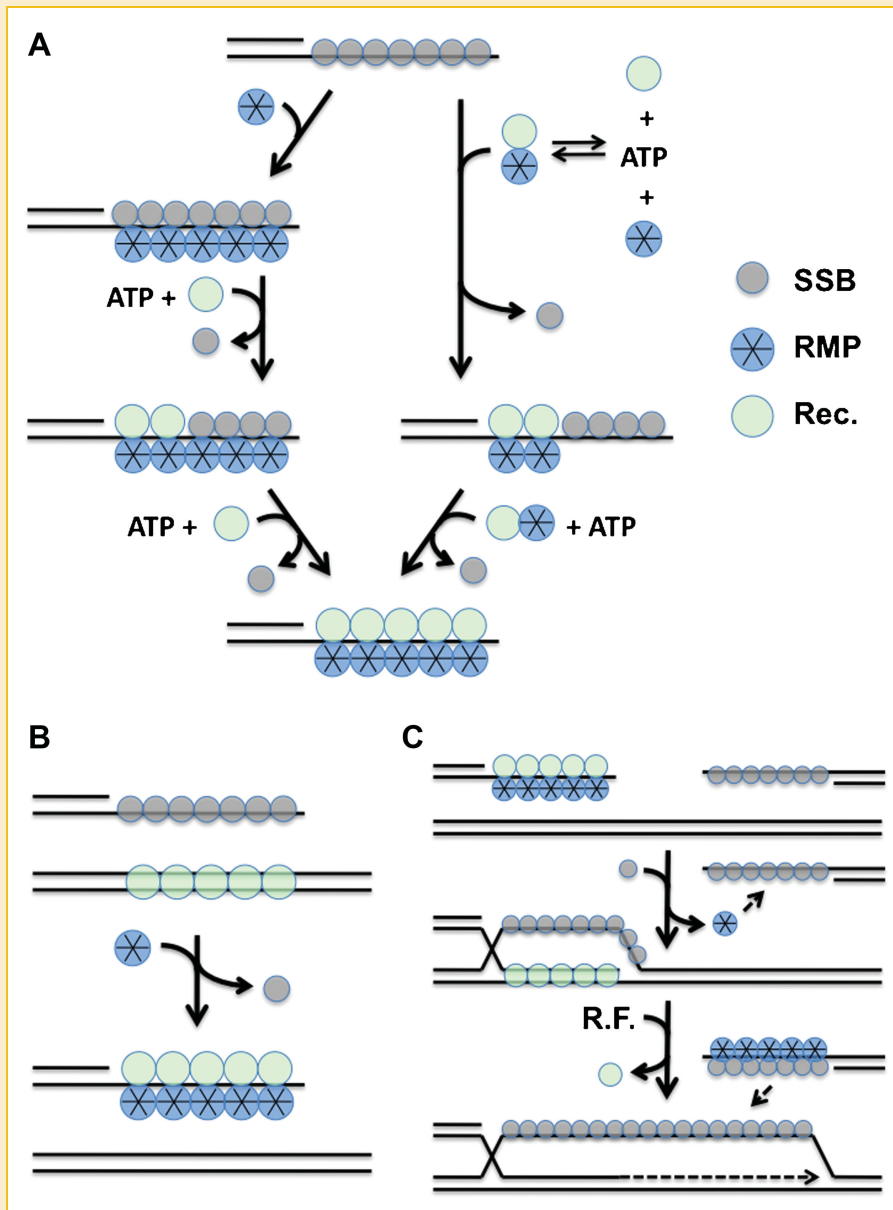 A
+
ATP
+
SSB
ATP +
RMP
Rec.
ATP +
+ ATP
B
C
R.F.